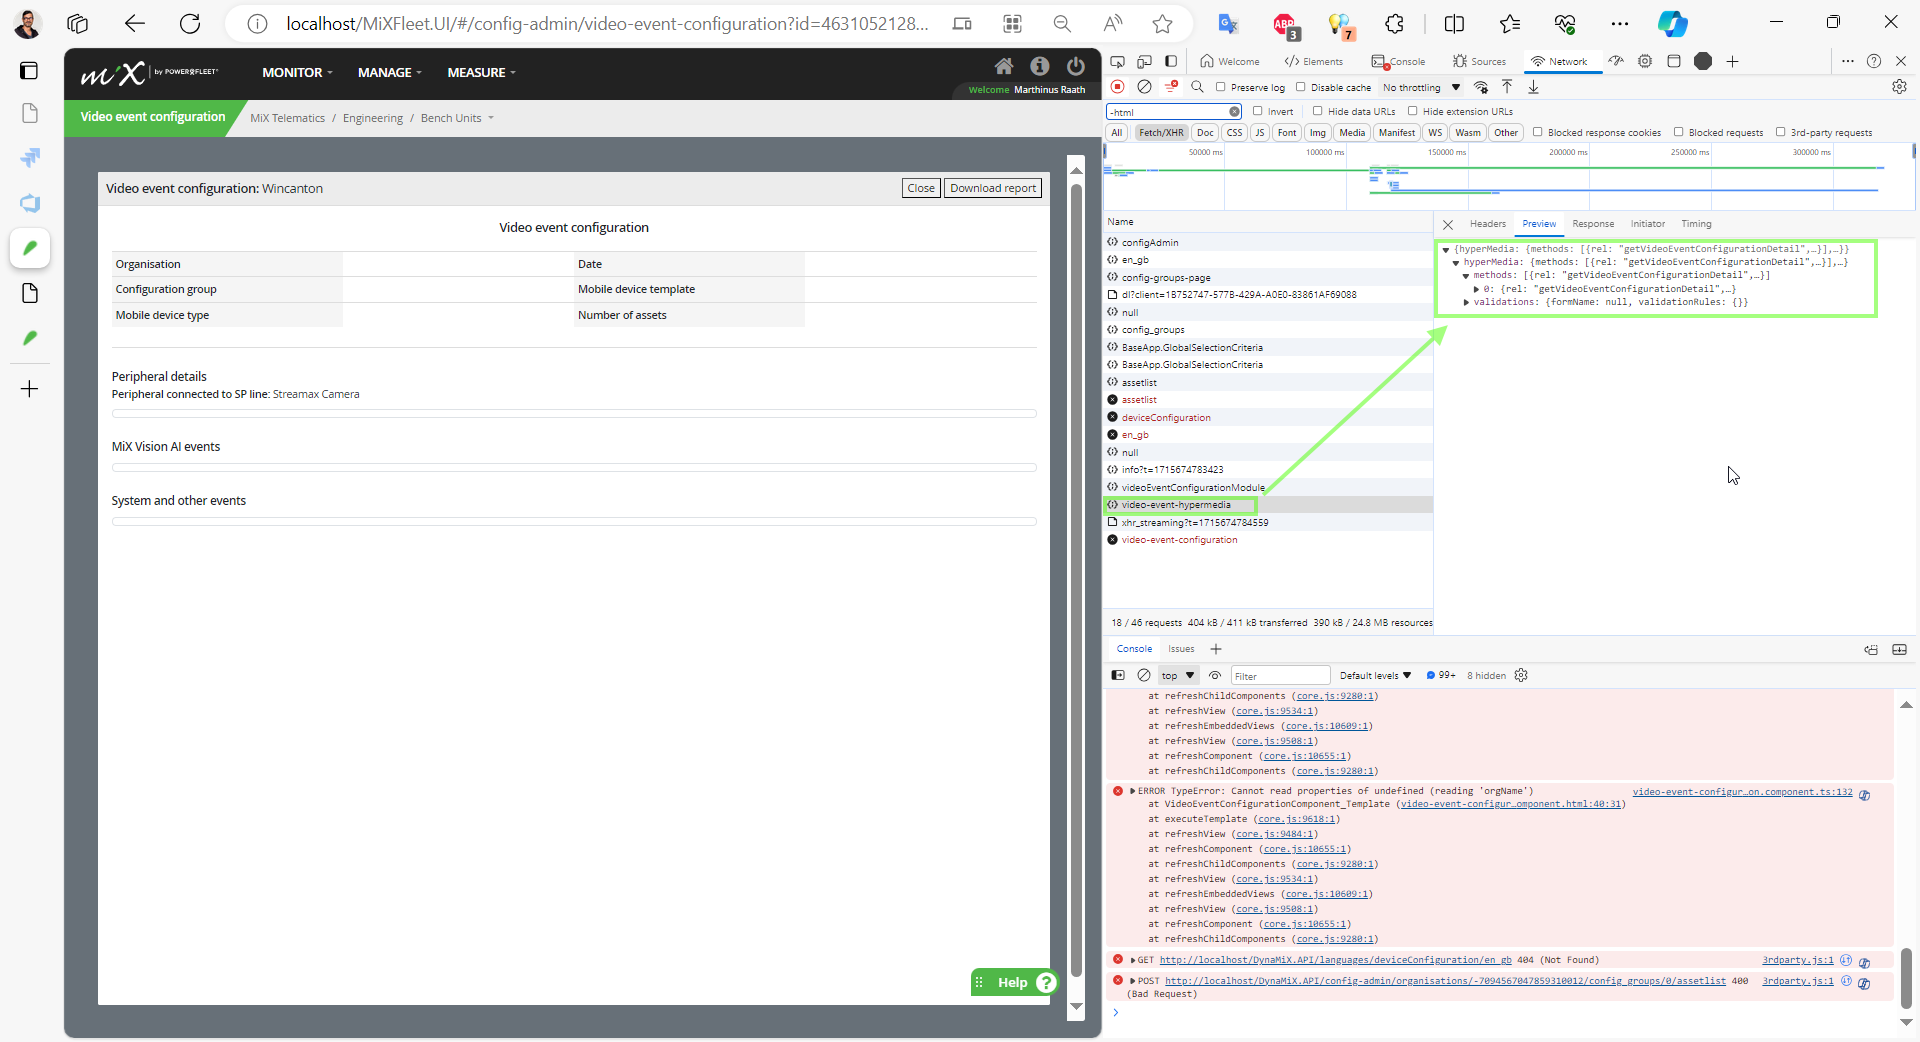 localhost/MiXFleet.UI/#/config-admin/video-event-configuration?id=4631052128...
3
7
miX by POWERFLEET
MONITOR
MANAGE
MEASURE
Welcome Marthinus Raath
Video event configuration
MiX Telematics / Engineering / Bench Units
Video event configuration: Wincanton
Close
Download report
Video event configuration
Organisation
Date
Configuration group
Mobile device template
Mobile device type
Number of assets
Peripheral details
Peripheral connected to SP line: Streamax Camera
MiX Vision AI events
System and other events
Help ?
Welcome
Elements
Console
Sources
Network
Preserve log
Disable cache
No throttling
-html
Invert
Hide data URLs
Hide extension URLs
All
Fetch/XHR
Doc
CSS
JS
Font
Img
Media
Manifest
WS
Wasm
Other
Blocked response cookies
Blocked requests
3rd-party requests
50000 ms
100000 ms
150000 ms
200000 ms
250000 ms
300000 ms
Name
configAdmin
en_gb
config-groups-page
dl?client=1B752747-577B-429A-A0E0-83861AF69088
null
config_groups
BaseApp.GlobalSelectionCriteria
BaseApp.GlobalSelectionCriteria
assetlist
assetlist
deviceConfiguration
en_gb
null
info?t=1715674783423
videoEventConfigurationModule
video-event-hypermedia
xhr_streaming?t=1715674784559
video-event-configuration
18 / 46 requests 404 kB / 411 kB transferred 390 kB / 24.8 MB resources
Headers
Preview
Response
Initiator
Timing
{hyperMedia: {methods: [{rel: "getVideoEventConfigurationDetail",…}],…}}
hyperMedia: {methods: [{rel: "getVideoEventConfigurationDetail",…}],…}
methods: [{rel: "getVideoEventConfigurationDetail",…}]
0: {rel: "getVideoEventConfigurationDetail",…}
validations: {formName: null, validationRules: {}}
Console
Issues
top
Filter
Default levels
99+
8 hidden
at refreshChildComponents (core.js:9280:1)
at refreshView (core.js:9534:1)
at refreshEmbeddedViews (core.js:10609:1)
at refreshView (core.js:9508:1)
at refreshComponent (core.js:10655:1)
at refreshChildComponents (core.js:9280:1)
ERROR TypeError: Cannot read properties of undefined (reading 'orgName') video-event-configur…on.component.ts:132
at VideoEventConfigurationComponent_Template (video-event-configur…omponent.html:40:31)
at executeTemplate (core.js:9618:1)
at refreshView (core.js:9484:1)
at refreshComponent (core.js:10655:1)
at refreshChildComponents (core.js:9280:1)
at refreshView (core.js:9534:1)
at refreshEmbeddedViews (core.js:10609:1)
at refreshView (core.js:9508:1)
at refreshComponent (core.js:10655:1)
at refreshChildComponents (core.js:9280:1)
GET http://localhost/DynaMiX.API/languages/deviceConfiguration/en_gb 404 (Not Found) 3rdparty.js:1
POST http://localhost/DynaMiX.API/config-admin/organisations/-7094567047859310012/config_groups/0/assetlist 400 3rdparty.js:1
(Bad Request)